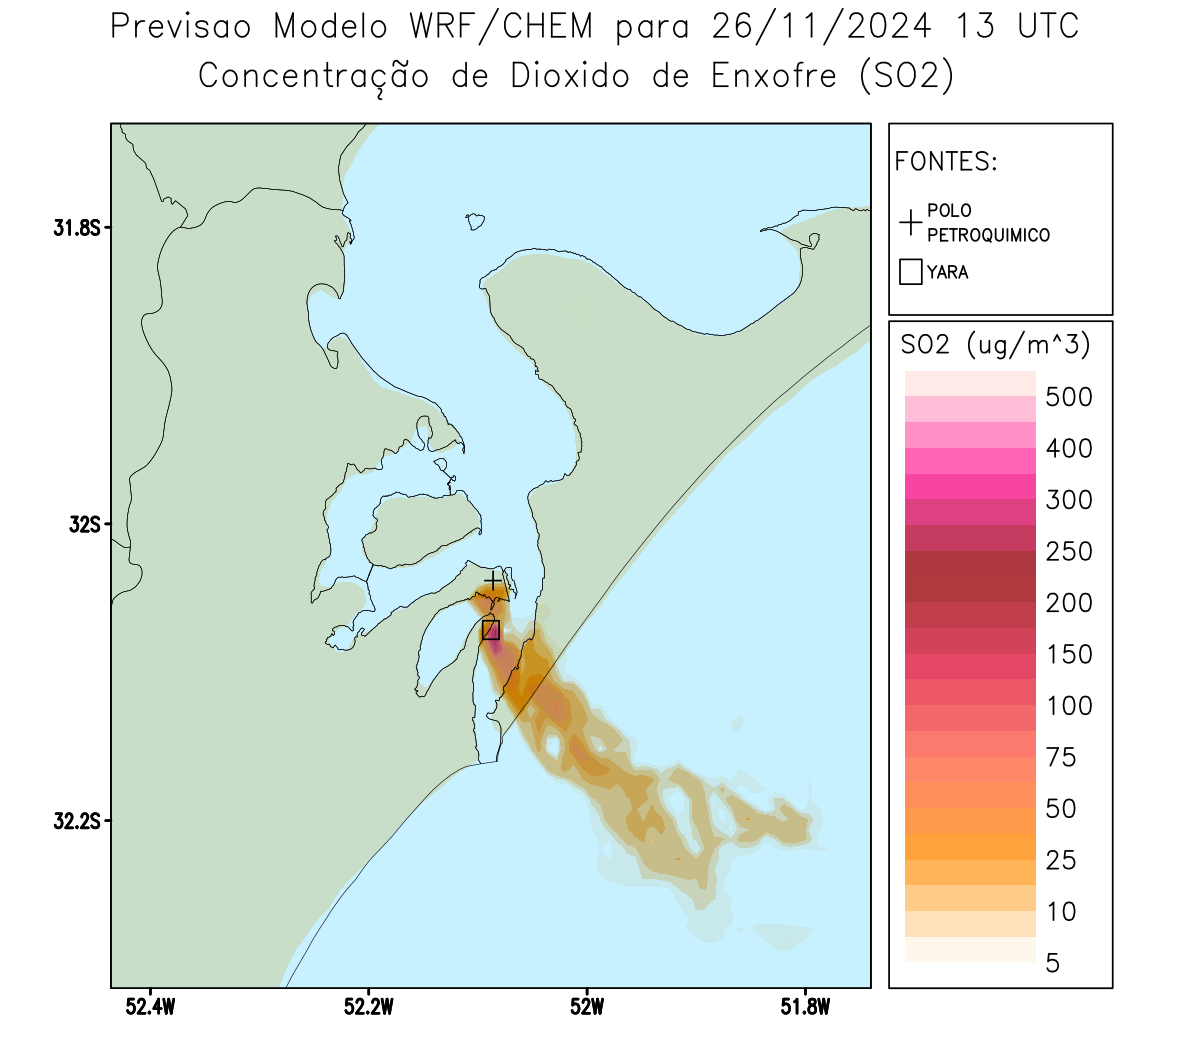 Previsao Modelo WRF/CHEM para 26/11/2024 13 UTC
Concentração de Dioxido de Enxofre (SO2)
FONTES:
POLO
PETROQUIMICO
YARA
SO2 (ug/m^3)
500
400
300
250
200
150
100
75
50
25
10
5
31.8S
32S
32.2S
52.4W
52.2W
52W
51.8W